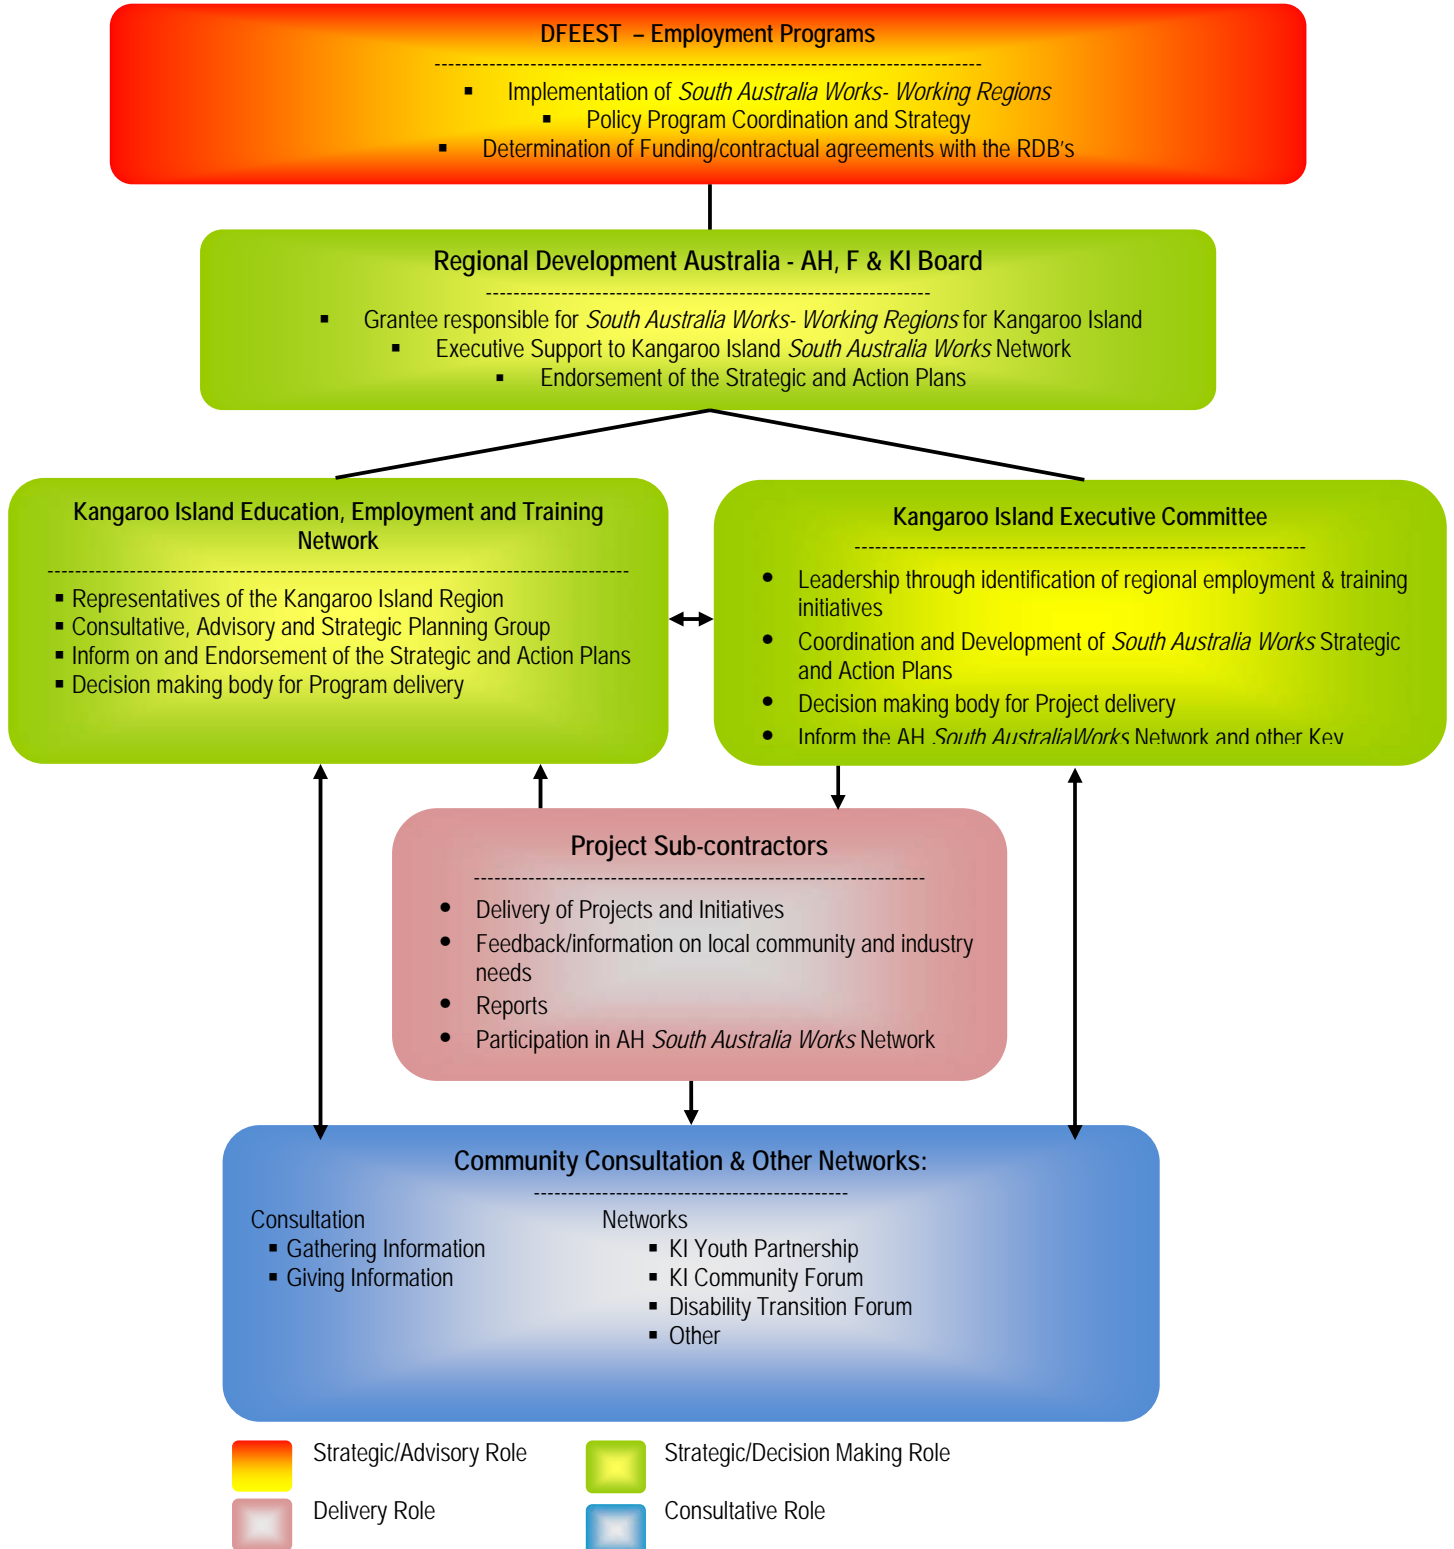 DFEEST – Employment Programs
--------------------------------------------------------------------------------
▪ Implementation of South Australia Works- Working Regions
▪ Policy Program Coordination and Strategy
▪ Determination of Funding/contractual agreements with the RDB's
Regional Development Australia - AH, F & KI Board
-----------------------------------------------------------------
▪ Grantee responsible for South Australia Works- Working Regions for Kangaroo Island
▪ Executive Support to Kangaroo Island South Australia Works Network
▪ Endorsement of the Strategic and Action Plans
Kangaroo Island Education, Employment and Training
Network
-------------------------------------------------------------------------------------
▪ Representatives of the Kangaroo Island Region
▪ Consultative, Advisory and Strategic Planning Group
▪ Inform on and Endorsement of the Strategic and Action Plans
▪ Decision making body for Program delivery
Kangaroo Island Executive Committee
------------------------------------------------------------------
• Leadership through identification of regional employment & training
initiatives
• Coordination and Development of South Australia Works Strategic
and Action Plans
• Decision making body for Project delivery
• Inform the AH South AustraliaWorks Network and other Key
Project Sub-contractors
------------------------------------------------------------------
• Delivery of Projects and Initiatives
• Feedback/information on local community and industry
needs
• Reports
• Participation in AH South Australia Works Network
Community Consultation & Other Networks:
----------------------------------------------
Consultation
▪ Gathering Information
▪ Giving Information
Networks
▪ KI Youth Partnership
▪ KI Community Forum
▪ Disability Transition Forum
▪ Other
Strategic/Advisory Role
Strategic/Decision Making Role
Delivery Role
Consultative Role